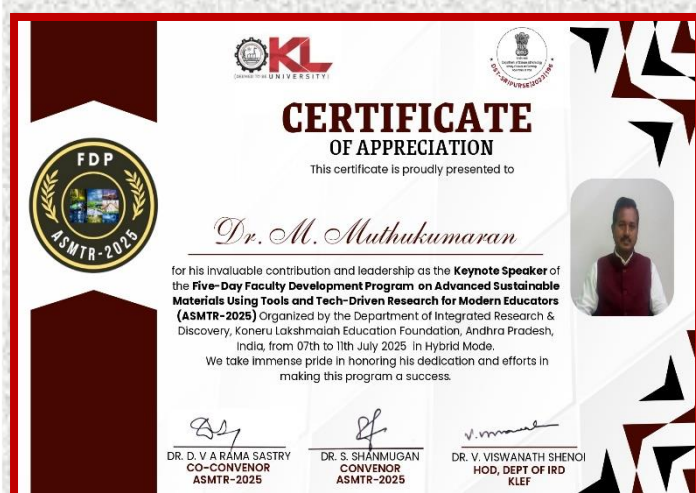 KL
(DEEMED TO BE UNIVERSITY)
DST-SRIPURSE/2023/196
CERTIFICATE
OF APPRECIATION
This certificate is proudly presented to
FDP
ASMTR-2025
Dr. M. Muthukumaran
for his invaluable contribution and leadership as the Keynote Speaker of
the Five-Day Faculty Development Program on Advanced Sustainable
Materials Using Tools and Tech-Driven Research for Modern Educators
(ASMTR-2025) Organized by the Department of Integrated Research &
Discovery, Koneru Lakshmaiah Education Foundation, Andhra Pradesh,
India, from 07th to 11th July 2025 in Hybrid Mode.
We take immense pride in honoring his dedication and efforts in
making this program a success.
DR. D. V A RAMA SASTRY
CO-CONVENOR
ASMTR-2025
DR. S. SHANMUGAN
CONVENOR
ASMTR-2025
DR. V. VISWANATH SHENOI
HOD, DEPT OF IRD
KLEF